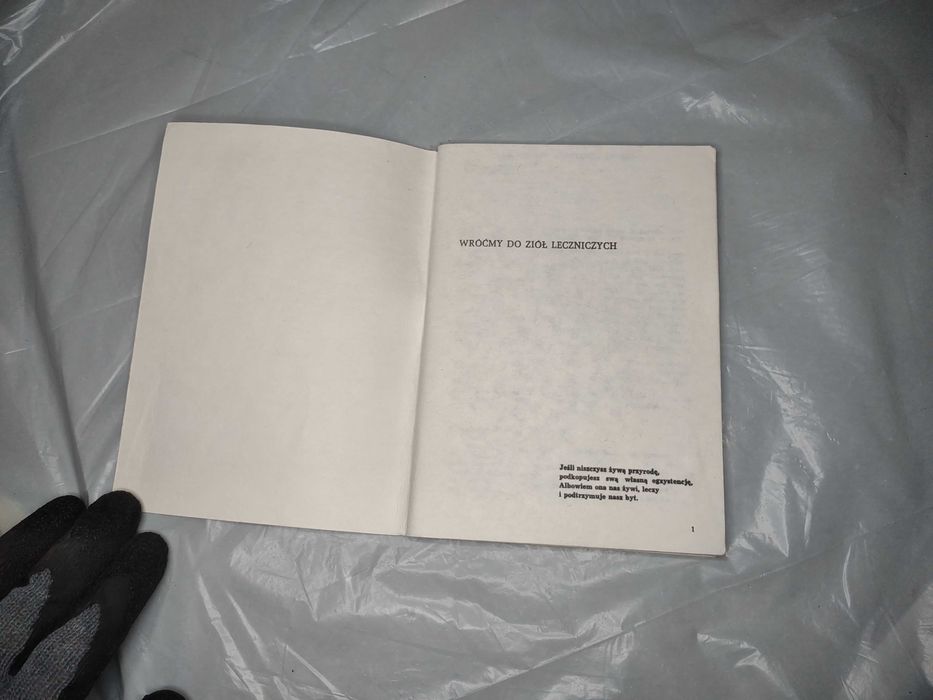 WRÓĆMY DO ZIÓŁ LECZNICZYCH
Jeśli niszczysz żywą przyrodę,
podkopujesz swą własną egzystencję,
Albowiem ona nas żywi, leczy
i podtrzymuje nasz byt.
1